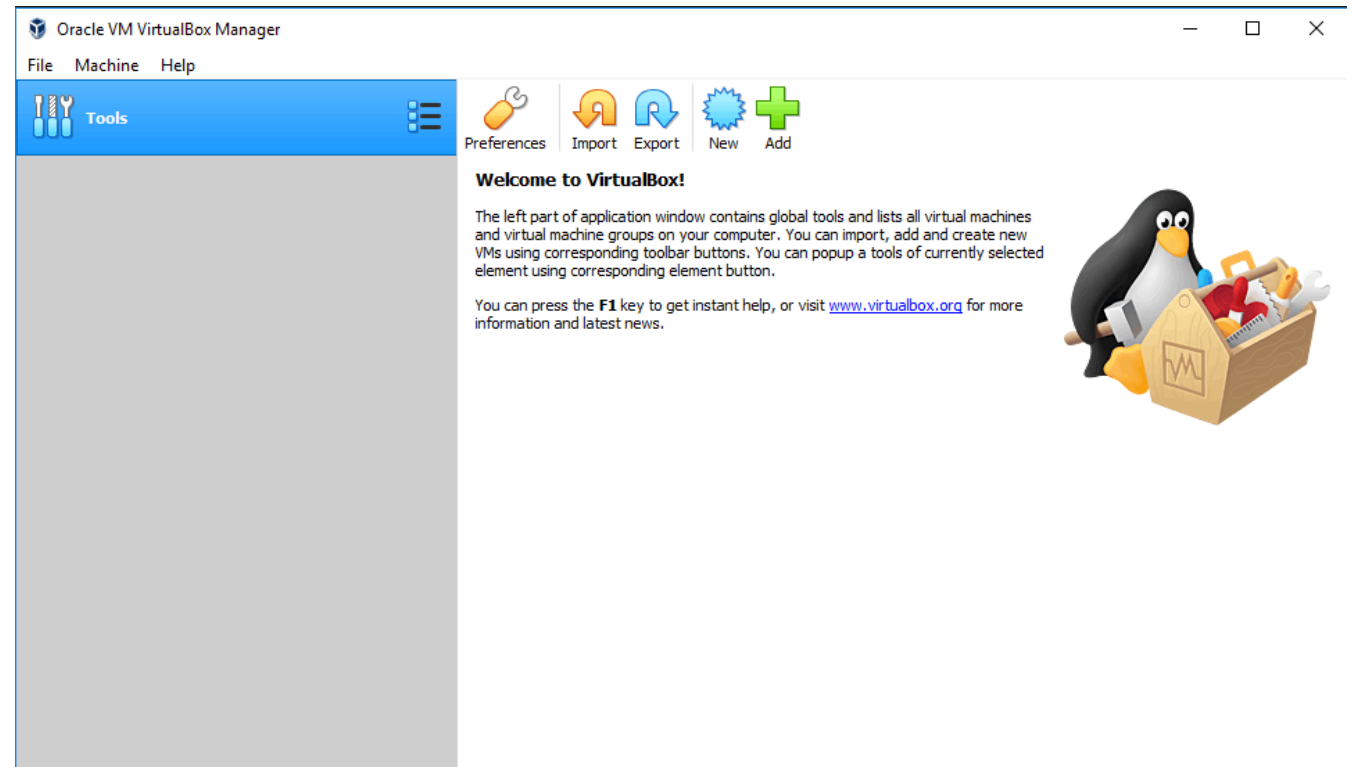 Oracle VM VirtualBox Manager
File Machine Help
Tools
Preferences Import Export New Add
Welcome to VirtualBox!
The left part of application window contains global tools and lists all virtual machines
and virtual machine groups on your computer. You can import, add and create new
VMs using corresponding toolbar buttons. You can popup a tools of currently selected
element using corresponding element button.
You can press the F1 key to get instant help, or visit www.virtualbox.org for more
information and latest news.